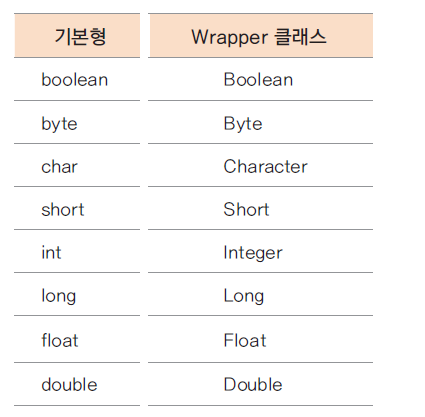 기본형 Wrapper 클래스
boolean Boolean
byte Byte
char Character
short Short
int Integer
long Long
float Float
double Double